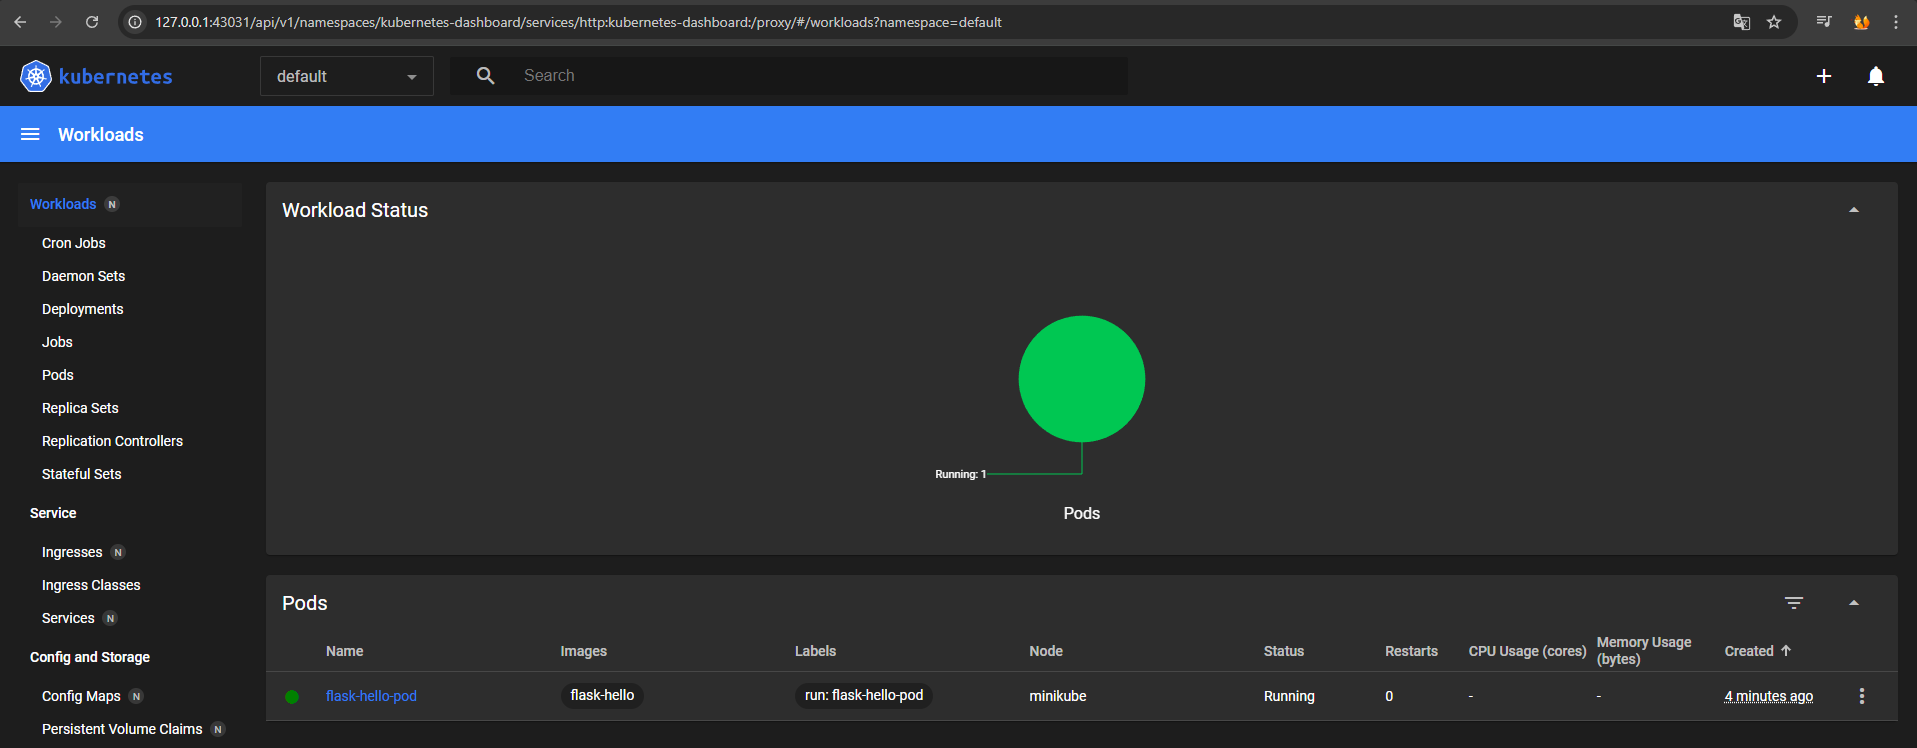 127.0.0.1:43031/api/v1/namespaces/kubernetes-dashboard/services/http:kubernetes-dashboard:/proxy/#/workloads?namespace=default
kubernetes
default
Search
Workloads
Workloads N
Cron Jobs
Daemon Sets
Deployments
Jobs
Pods
Replica Sets
Replication Controllers
Stateful Sets
Service
Ingresses N
Ingress Classes
Services N
Config and Storage
Config Maps N
Persistent Volume Claims N
Workload Status
Running: 1
Pods
Pods
Name Images Labels Node Status Restarts CPU Usage (cores) Memory Usage (bytes) Created
flask-hello-pod flask-hello run: flask-hello-pod minikube Running 0 - - 4 minutes ago